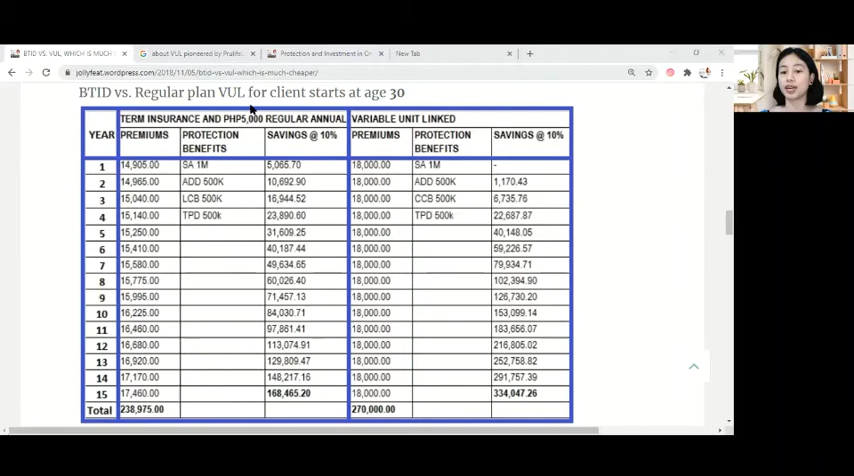 BTID VS. VUL, WHICH IS MUCH
about VUL pioneered by Pralife
Protection and Investment in C
New Tab
jollyfeat.wordpress.com/2018/11/05/btid-vs-vul-which-is-much-cheaper/
BTID vs. Regular plan VUL for client starts at age 30
TERM INSURANCE AND PHP5,000 REGULAR ANNUAL VARIABLE UNIT LINKED
YEAR PREMIUMS PROTECTION BENEFITS SAVINGS @ 10% PREMIUMS PROTECTION BENEFITS SAVINGS @ 10%
1 14,905.00 SA 1M 5,065.70 18,000.00 SA 1M -
2 14,965.00 ADD 500K 10,692.90 18,000.00 ADD 500K 1,170.43
3 15,040.00 LCB 500K 16,944.52 18,000.00 CCB 500K 6,735.76
4 15,140.00 TPD 500k 23,890.60 18,000.00 TPD 500k 22,687.87
5 15,250.00 31,609.25 18,000.00 40,148.05
6 15,410.00 40,187.44 18,000.00 59,226.57
7 15,580.00 49,634.65 18,000.00 79,934.71
8 15,775.00 60,026.40 18,000.00 102,394.90
9 15,995.00 71,457.13 18,000.00 126,730.20
10 16,225.00 84,030.71 18,000.00 153,099.14
11 16,460.00 97,861.41 18,000.00 183,656.07
12 16,680.00 113,074.91 18,000.00 216,805.02
13 16,920.00 129,809.47 18,000.00 252,758.82
14 17,170.00 148,217.16 18,000.00 291,757.39
15 17,460.00 168,465.20 18,000.00 334,047.26
Total 238,975.00 270,000.00